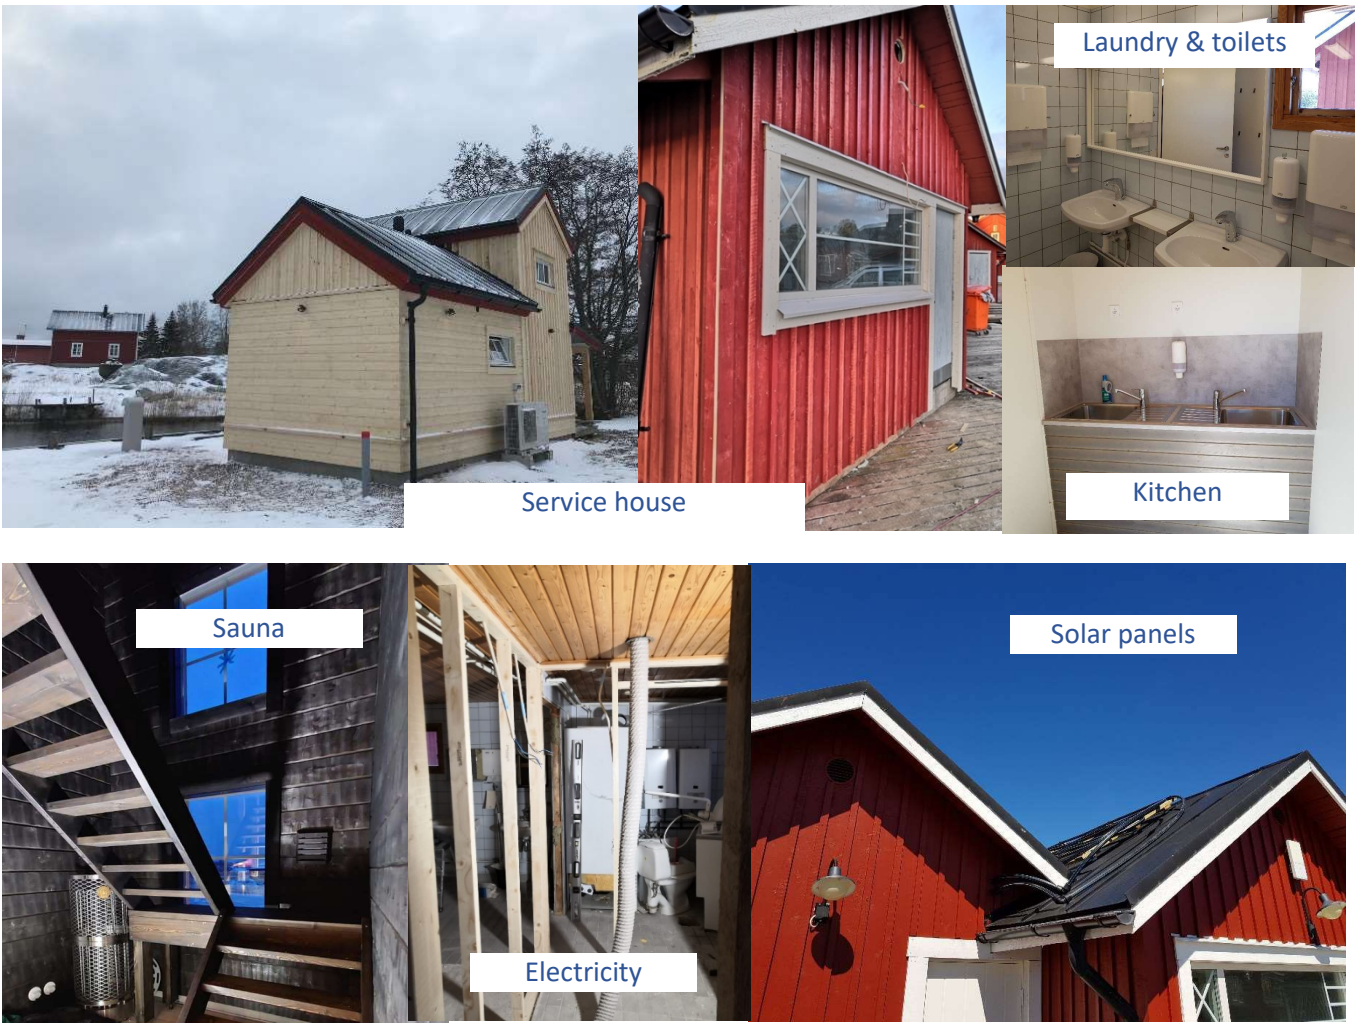 Laundry & toilets
Service house
Kitchen
Sauna
Solar panels
Electricity